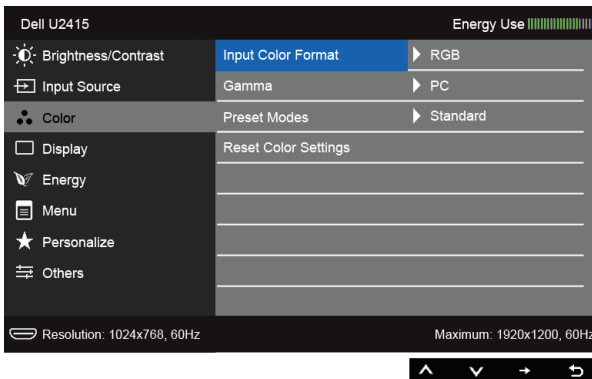 Dell U2415 Energy Use
Brightness/Contrast Input Color Format RGB
Input Source Gamma PC
Color Preset Modes Standard
Display Reset Color Settings
Energy
Menu
Personalize
Others
Resolution: 1024x768, 60Hz Maximum: 1920x1200, 60Hz